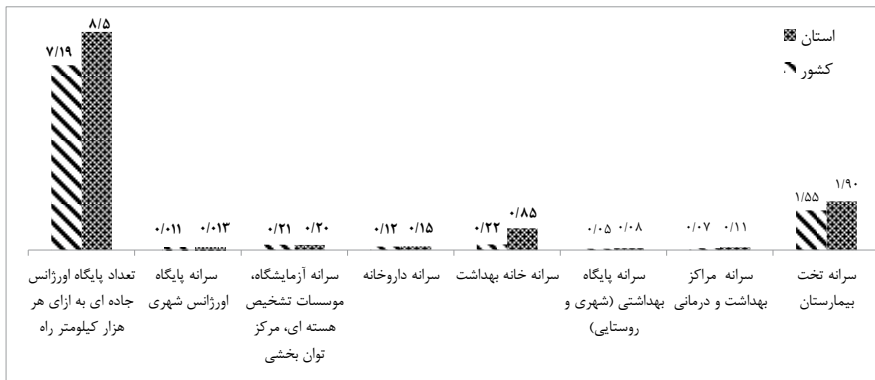 استان
کشور
۸/۵
۷/۱۹
۰/۰۱۱
۰/۰۱۳
۰/۲۱
۰/۲۰
۰/۱۲
۰/۱۵
۰/۲۲
۰/۸۵
۰/۰۵
۰/۰۸
۰/۰۷
۰/۱۱
۱/۵۵
۱/۹۰
سرانه تخت
بیمارستان
سرانه مراکز
بهداشت و درمانی
سرانه پایگاه
بهداشتی (شهری و
روستایی)
سرانه خانه بهداشت
سرانه داروخانه
سرانه آزمایشگاه،
موسسات تشخیص
هسته ای، مرکز
توان بخشی
سرانه پایگاه
اورژانس شهری
تعداد پایگاه اورژانس
جاده ای به ازای هر
هزار کیلومتر راه